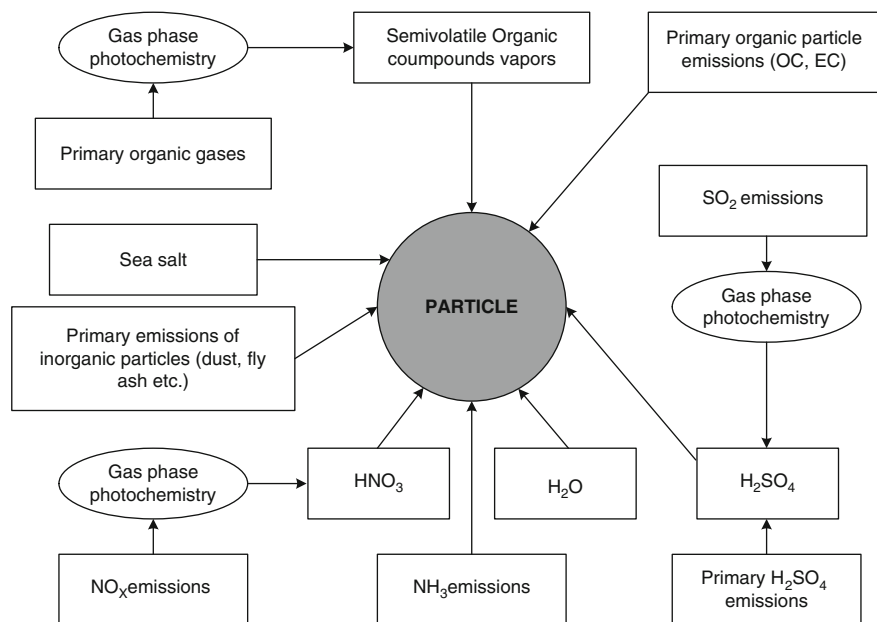 Gas phase
photochemistry
Semivolatile Organic
coumpounds vapors
Primary organic particle
emissions (OC, EC)
Primary organic gases
SO₂ emissions
Sea salt
Gas phase
photochemistry
PARTICLE
Primary emissions of
inorganic particles (dust, fly
ash etc.)
Gas phase
photochemistry
HNO₃
H₂O
H₂SO₄
NOₓ emissions
NH₃emissions
Primary H₂SO₄
emissions